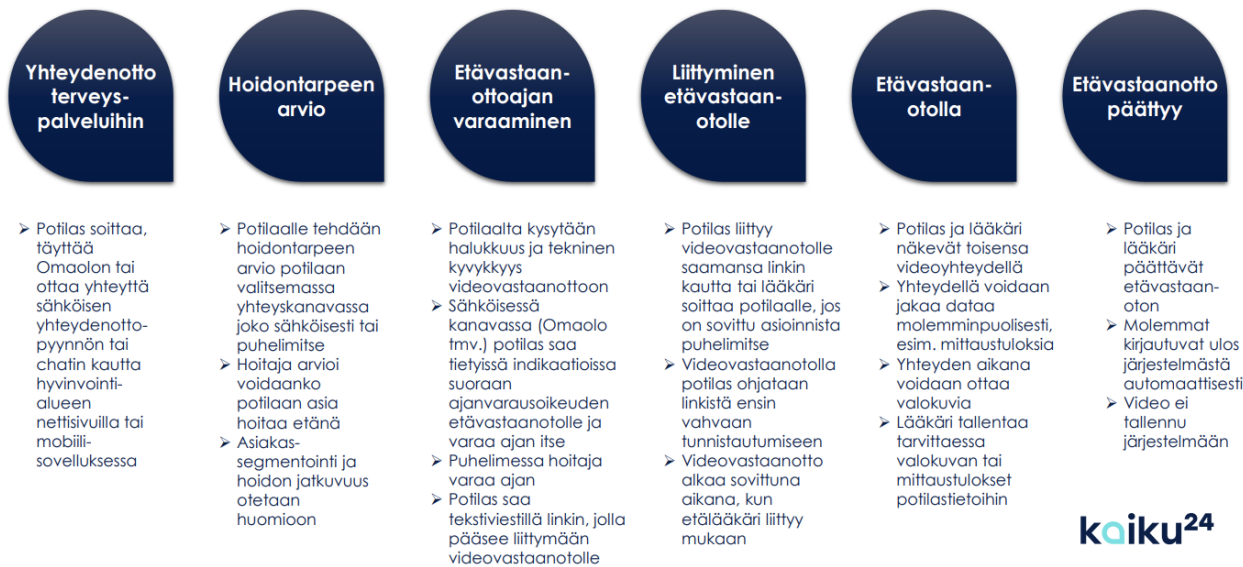 Yhteydenotto
terveys-
palveluihin
Hoidontarpeen
arvio
Etävastaan-
ottoajan
varaaminen
Liittyminen
etävastaan-
otolle
Etävastaan-
otolla
Etävastaanotto
päättyy
➢ Potilas soittaa,
täyttää
Omaolon tai
ottaa yhteyttä
sähköisen
yhteydenotto-
pyynnön tai
chatin kautta
hyvinvointi-
alueen
nettisivuilla tai
mobiili-
sovelluksessa
➢ Potilaalle tehdään
hoidontarpeen
arvio potilaan
valitsemassa
yhteyskanavassa
joko sähköisesti tai
puhelimitse
➢ Hoitaja arvioi
voidaanko
potilaan asia
hoitaa etänä
➢ Asiakas-
segmentointi ja
hoidon jatkuvuus
otetaan
huomioon
➢ Potilaalta kysytään
halukkuus ja tekninen
kyvykkyys
videovastaanottoon
➢ Sähköisessä
kanavassa (Omaolo
tmv.) potilas saa
tietyissä indikaatioissa
suoraan
ajanvarausoikeuden
etävastaanotolle ja
varaa ajan itse
➢ Puhelimessa hoitaja
varaa ajan
➢ Potilas saa
tekstiviestillä linkin, jolla
pääsee liittymään
videovastaanotolle
➢ Potilas liittyy
videovastaanotolle
saamansa linkin
kautta tai lääkäri
soittaa potilaalle, jos
on sovittu asioinnista
puhelimitse
➢ Videovastaanotolla
potilas ohjataan
linkistä ensin
vahvaan
tunnistautumiseen
➢ Videovastaanotto
alkaa sovittuna
aikana, kun
etälääkäri liittyy
mukaan
➢ Potilas ja lääkäri
näkevät toisensa
videoyhteydellä
➢ Yhteydellä voidaan
jakaa dataa
molemminpuolisesti,
esim. mittaustuloksia
➢ Yhteyden aikana
voidaan ottaa
valokuvia
➢ Lääkäri tallentaa
tarvittaessa
valokuvan tai
mittaustulokset
potilastietoihin
➢ Potilas ja
lääkäri
päättävät
etävastaan-
oton
➢ Molemmat
kirjautuvat ulos
järjestelmästä
automaattisesti
➢ Video ei
tallennu
järjestelmään
kaiku24